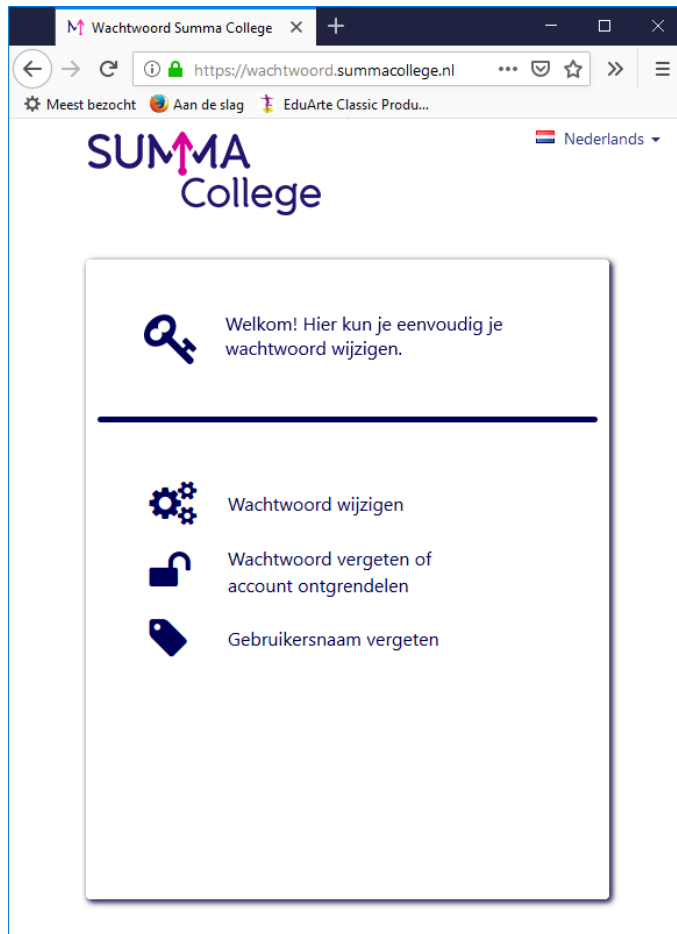 Wachtwoord Summa College
https://wachtwoord.summacollege.nl
Meest bezocht Aan de slag EduArte Classic Produ...
SUMMA
College
Nederlands
Welkom! Hier kun je eenvoudig je
wachtwoord wijzigen.
Wachtwoord wijzigen
Wachtwoord vergeten of
account ontgrendelen
Gebruikersnaam vergeten